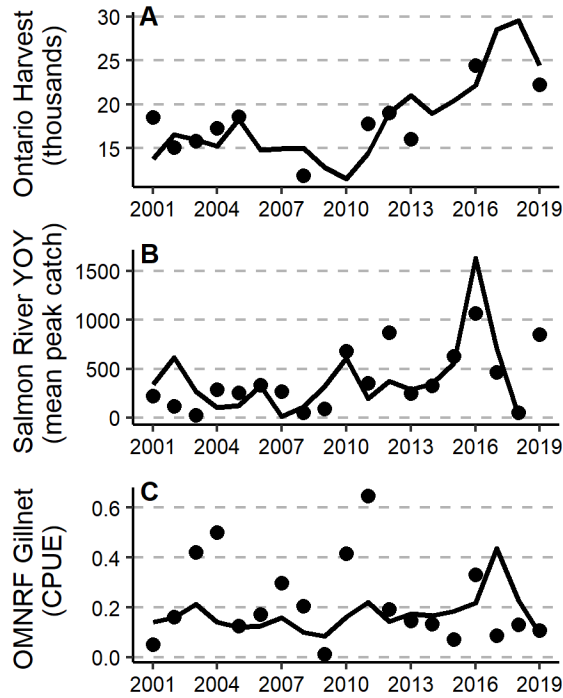 A
Ontario Harvest
(thousands)
30
25
20
15
2001 2004 2007 2010 2013 2016 2019
B
Salmon River YOY
(mean peak catch)
1500
1000
500
0
2001 2004 2007 2010 2013 2016 2019
C
OMNRF Gillnet
(CPUE)
0.6
0.4
0.2
0.0
2001 2004 2007 2010 2013 2016 2019